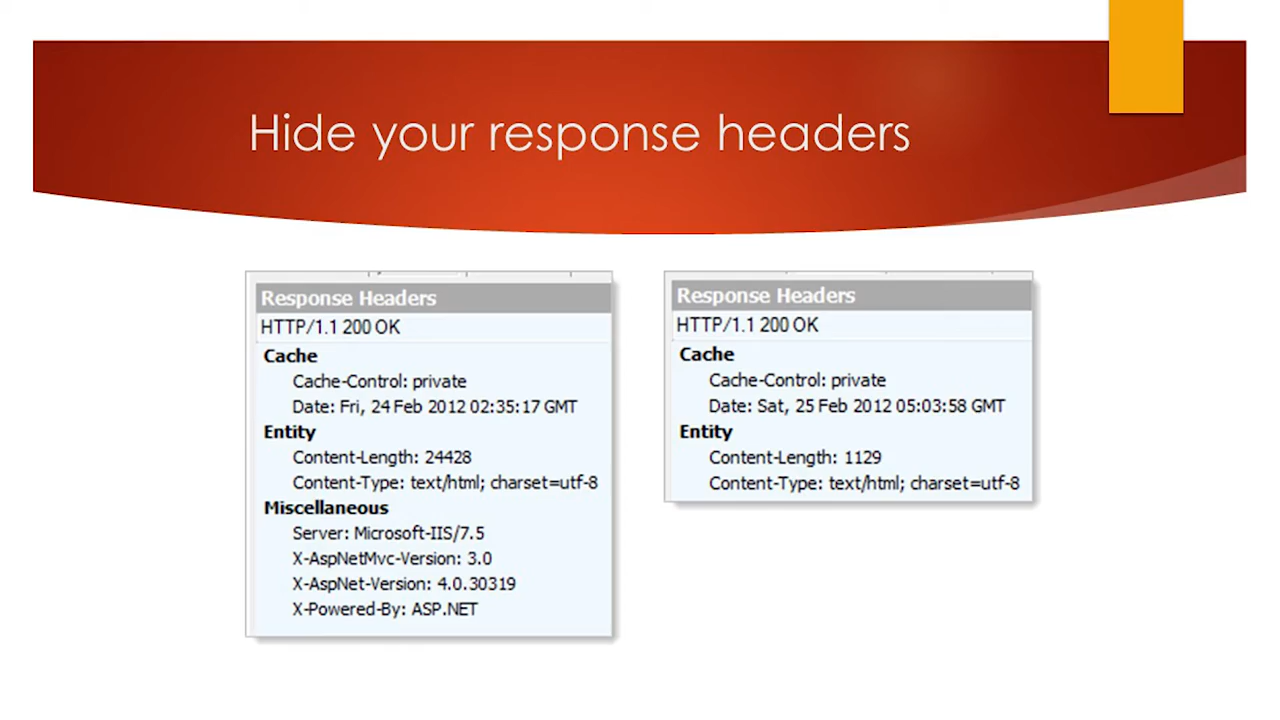 Hide your response headers
Response Headers
HTTP/1.1 200 OK
Cache
Cache-Control: private
Date: Fri, 24 Feb 2012 02:35:17 GMT
Entity
Content-Length: 24428
Content-Type: text/html; charset=utf-8
Miscellaneous
Server: Microsoft-IIS/7.5
X-AspNetMvc-Version: 3.0
X-AspNet-Version: 4.0.30319
X-Powered-By: ASP.NET
Response Headers
HTTP/1.1 200 OK
Cache
Cache-Control: private
Date: Sat, 25 Feb 2012 05:03:58 GMT
Entity
Content-Length: 1129
Content-Type: text/html; charset=utf-8